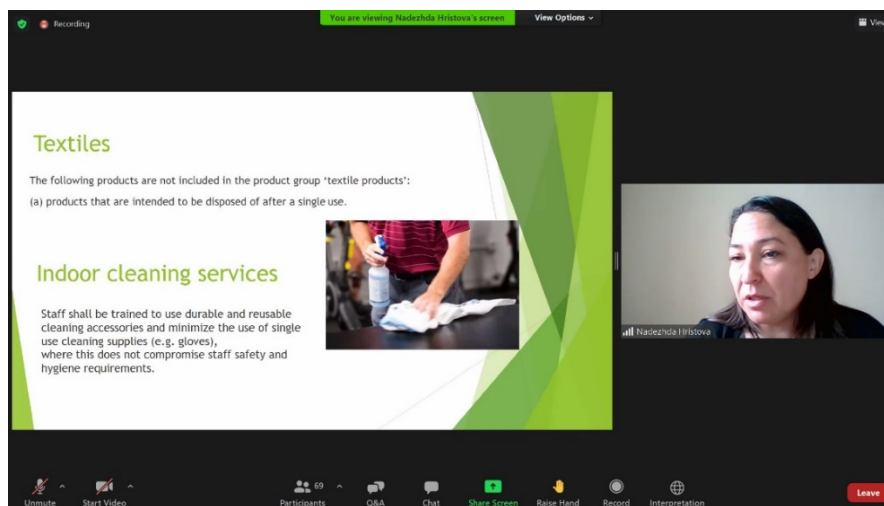 Recording
You are viewing Nadezhda Hristova's screen
View Options
View
Textiles
The following products are not included in the product group ‘textile products’:
(a) products that are intended to be disposed of after a single use.
Indoor cleaning services
Staff shall be trained to use durable and reusable
cleaning accessories and minimize the use of single
use cleaning supplies (e.g. gloves),
where this does not compromise staff safety and
hygiene requirements.
Nadezhda Hristova
Unmute
Start Video
69
Participants
Q&A
Chat
Share Screen
Raise Hand
Record
Interpretation
Leave